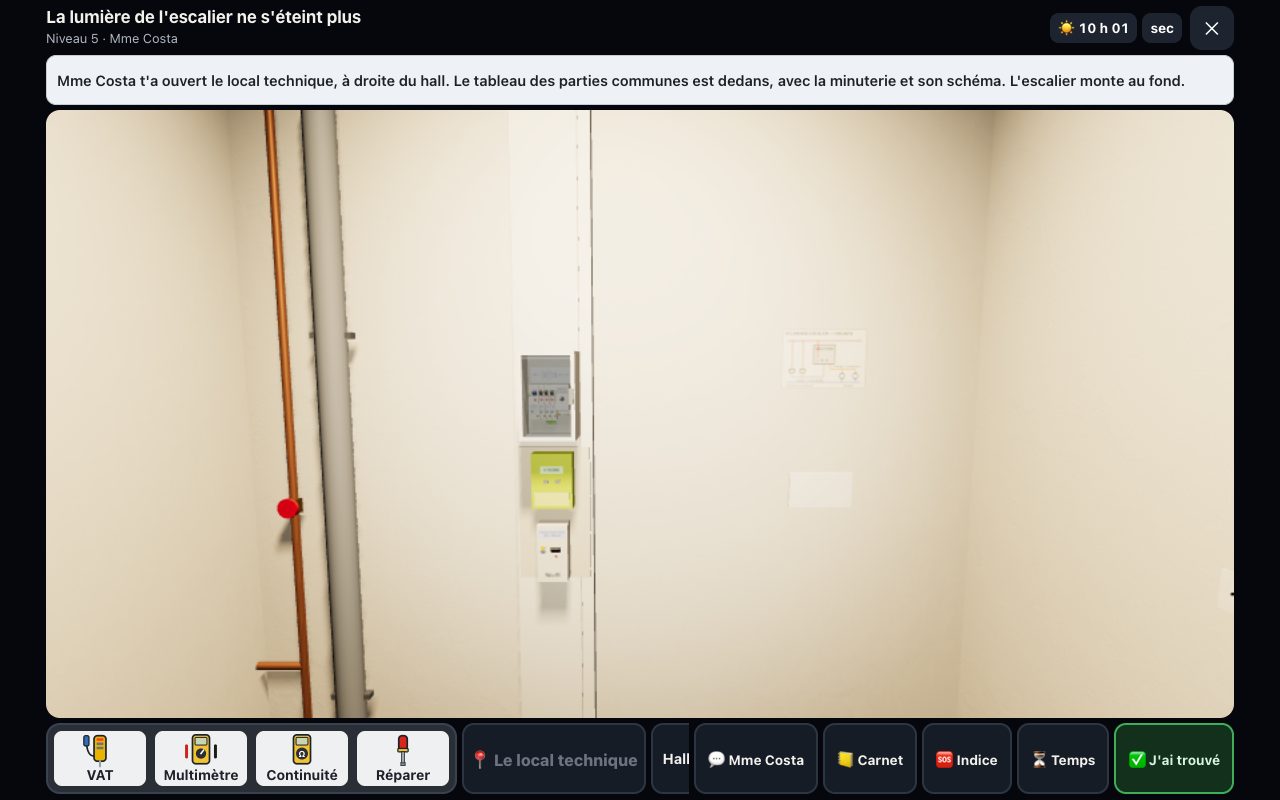 La lumière de l'escalier ne s'éteint plus
Niveau 5 · Mme Costa
10 h 01
sec
Mme Costa t'a ouvert le local technique, à droite du hall. Le tableau des parties communes est dedans, avec la minuterie et son schéma. L'escalier monte au fond.
VAT
Multimètre
Continuité
Réparer
Le local technique
Hall
Mme Costa
Carnet
SOS
Indice
Temps
J'ai trouvé